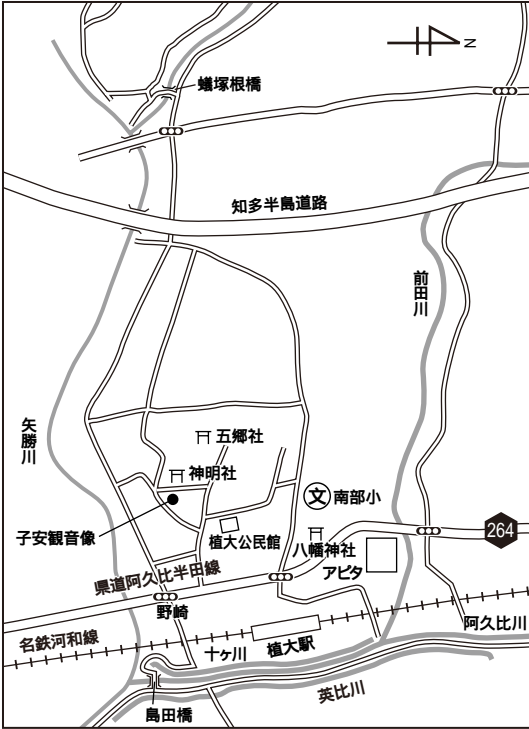 N
蟻塚根橋
知多半島道路
前田川
矢勝川
五郷社
神明社
文 南部小
子安観音像
植大公民館
八幡神社
264
アピタ
県道阿久比半田線
野崎
名鉄河和線
阿久比川
十ヶ川
植大駅
英比川
島田橋